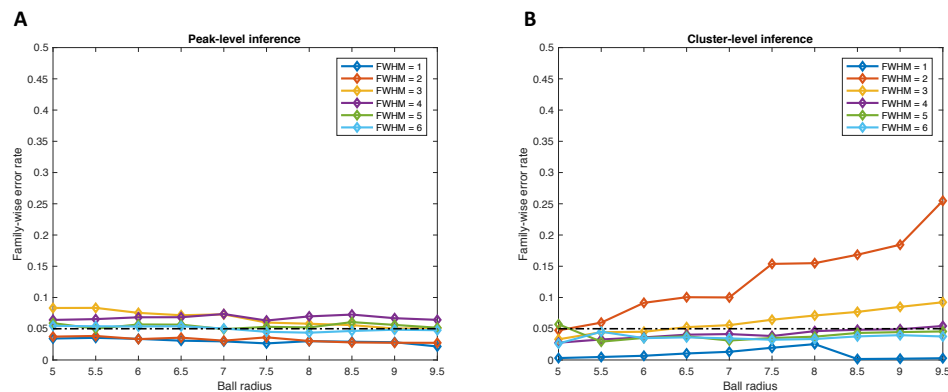 A
Peak-level inference
Family-wise error rate
0.5
0.45
0.4
0.35
0.3
0.25
0.2
0.15
0.1
0.05
0
5 5.5 6 6.5 7 7.5 8 8.5 9 9.5
Ball radius
FWHM = 1
FWHM = 2
FWHM = 3
FWHM = 4
FWHM = 5
FWHM = 6
B
Cluster-level inference
Family-wise error rate
0.5
0.45
0.4
0.35
0.3
0.25
0.2
0.15
0.1
0.05
0
5 5.5 6 6.5 7 7.5 8 8.5 9 9.5
Ball radius
FWHM = 1
FWHM = 2
FWHM = 3
FWHM = 4
FWHM = 5
FWHM = 6